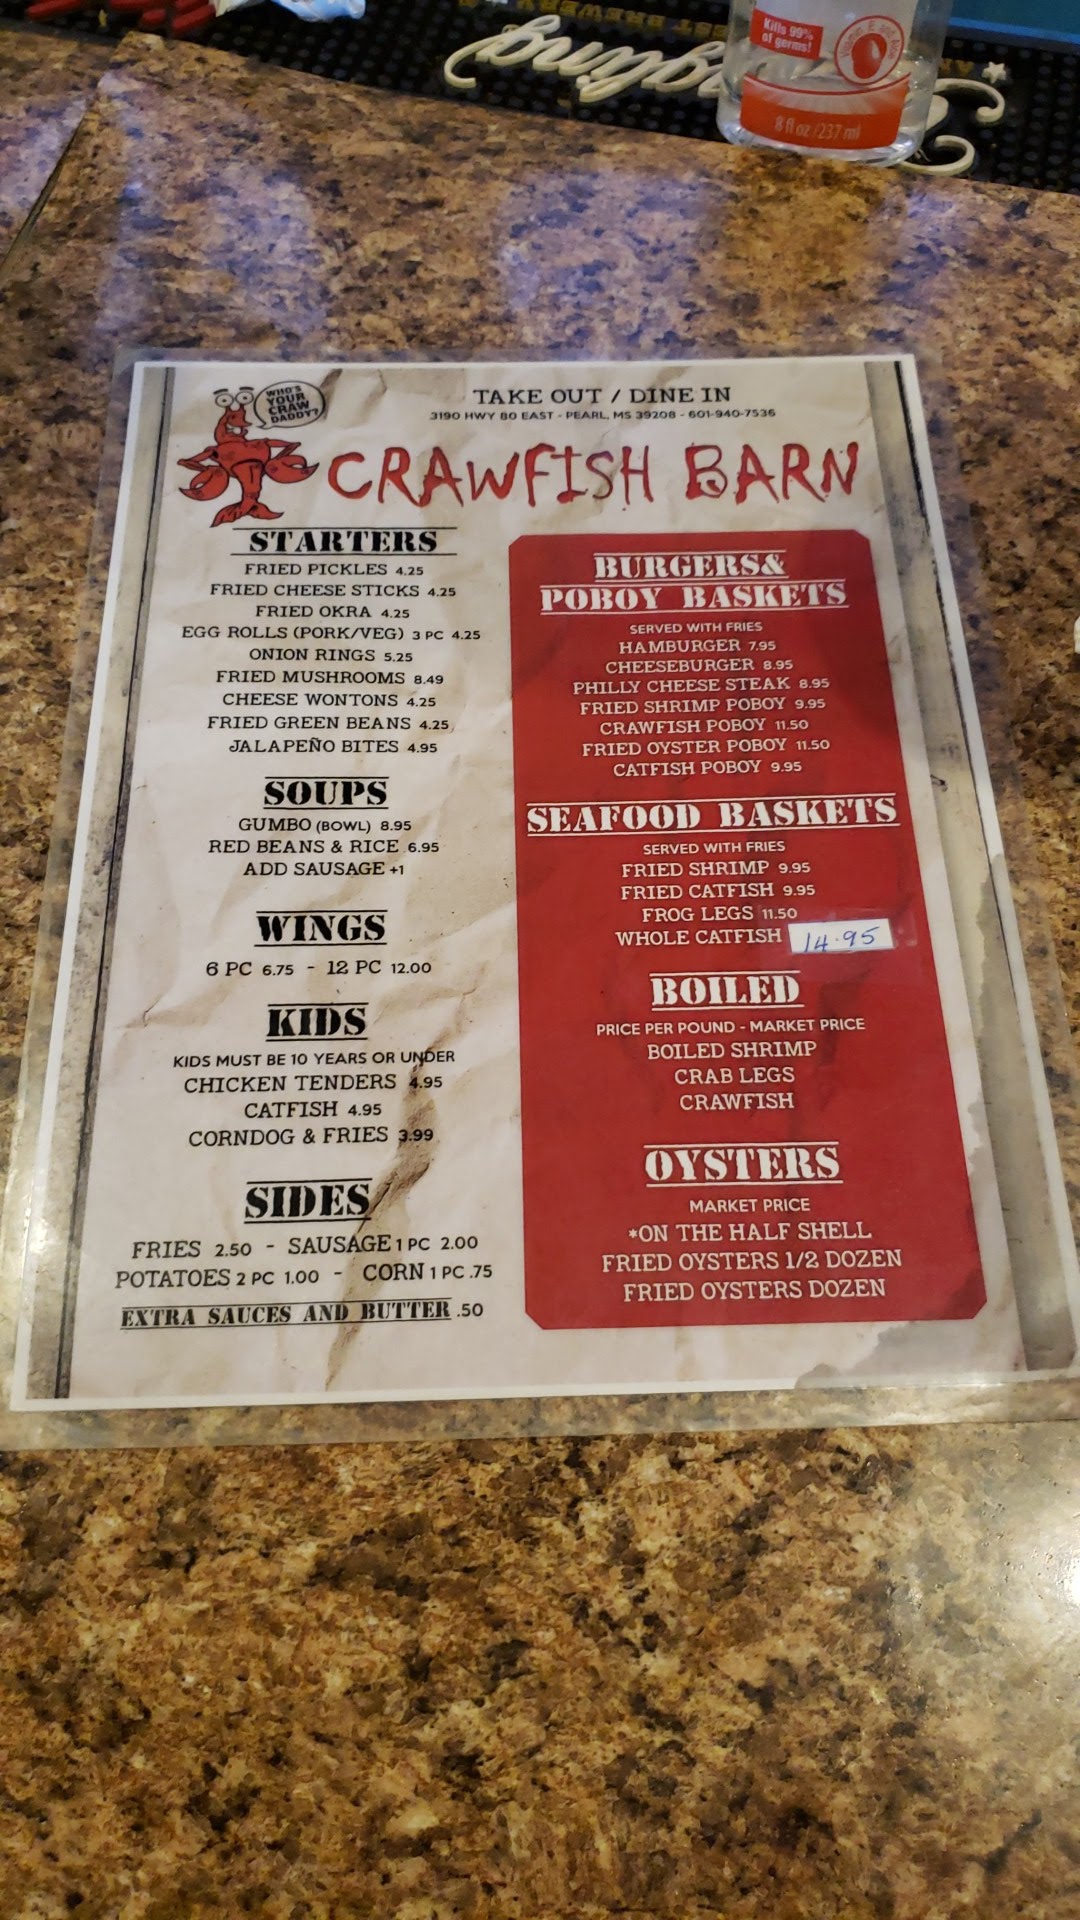 Kills 99%
of germs!
8 fl oz /237 ml
WHO'S
YOUR
CRAW
DADDY?
TAKE OUT / DINE IN
3190 HWY 80 EAST - PEARL, MS 39208 - 601-940-7536
CRAWFISH BARN
STARTERS
FRIED PICKLES 4.25
FRIED CHEESE STICKS 4.25
FRIED OKRA 4.25
EGG ROLLS (PORK/VEG) 3 PC 4.25
ONION RINGS 5.25
FRIED MUSHROOMS 8.49
CHEESE WONTONS 4.25
FRIED GREEN BEANS 4.25
JALAPEÑO BITES 4.95
SOUPS
GUMBO (BOWL) 8.95
RED BEANS & RICE 6.95
ADD SAUSAGE +1
WINGS
6 PC 6.75 - 12 PC 12.00
KIDS
KIDS MUST BE 10 YEARS OR UNDER
CHICKEN TENDERS 4.95
CATFISH 4.95
CORNDOG & FRIES 3.99
SIDES
FRIES 2.50 - SAUSAGE 1 PC 2.00
POTATOES 2 PC 1.00 - CORN 1 PC .75
EXTRA SAUCES AND BUTTER .50
BURGERS&
POBOY BASKETS
SERVED WITH FRIES
HAMBURGER 7.95
CHEESEBURGER 8.95
PHILLY CHEESE STEAK 8.95
FRIED SHRIMP POBOY 9.95
CRAWFISH POBOY 11.50
FRIED OYSTER POBOY 11.50
CATFISH POBOY 9.95
SEAFOOD BASKETS
SERVED WITH FRIES
FRIED SHRIMP 9.95
FRIED CATFISH 9.95
FROG LEGS 11.50
WHOLE CATFISH 14.95
BOILED
PRICE PER POUND - MARKET PRICE
BOILED SHRIMP
CRAB LEGS
CRAWFISH
OYSTERS
MARKET PRICE
*ON THE HALF SHELL
FRIED OYSTERS 1/2 DOZEN
FRIED OYSTERS DOZEN